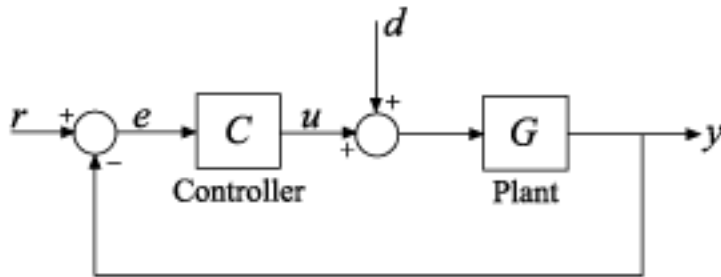 d
r + e C u + + G y
−
Controller Plant